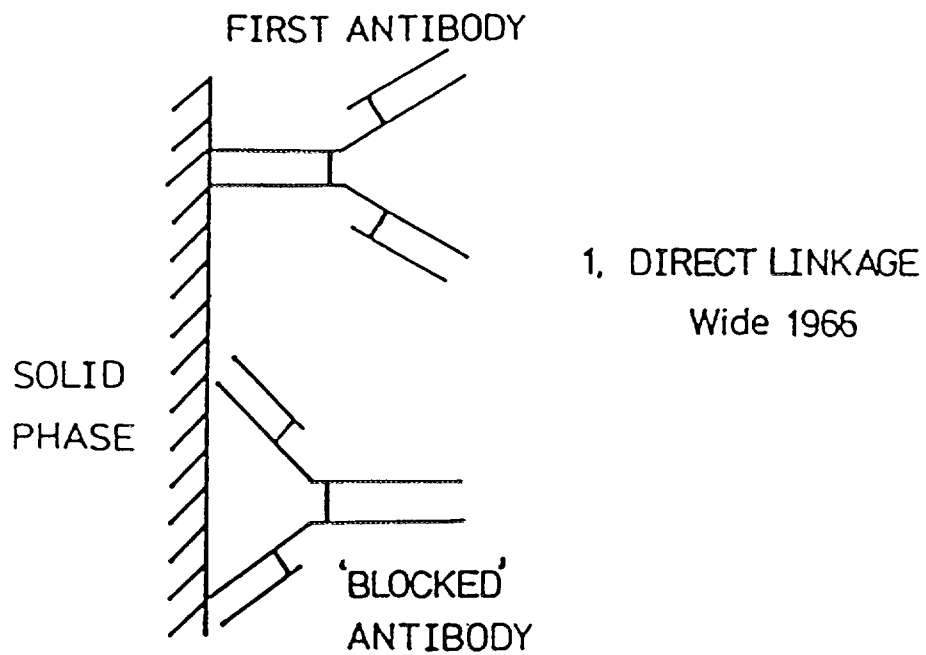 FIRST ANTIBODY
1, DIRECT LINKAGE
Wide 1966
SOLID
PHASE
'BLOCKED'
ANTIBODY